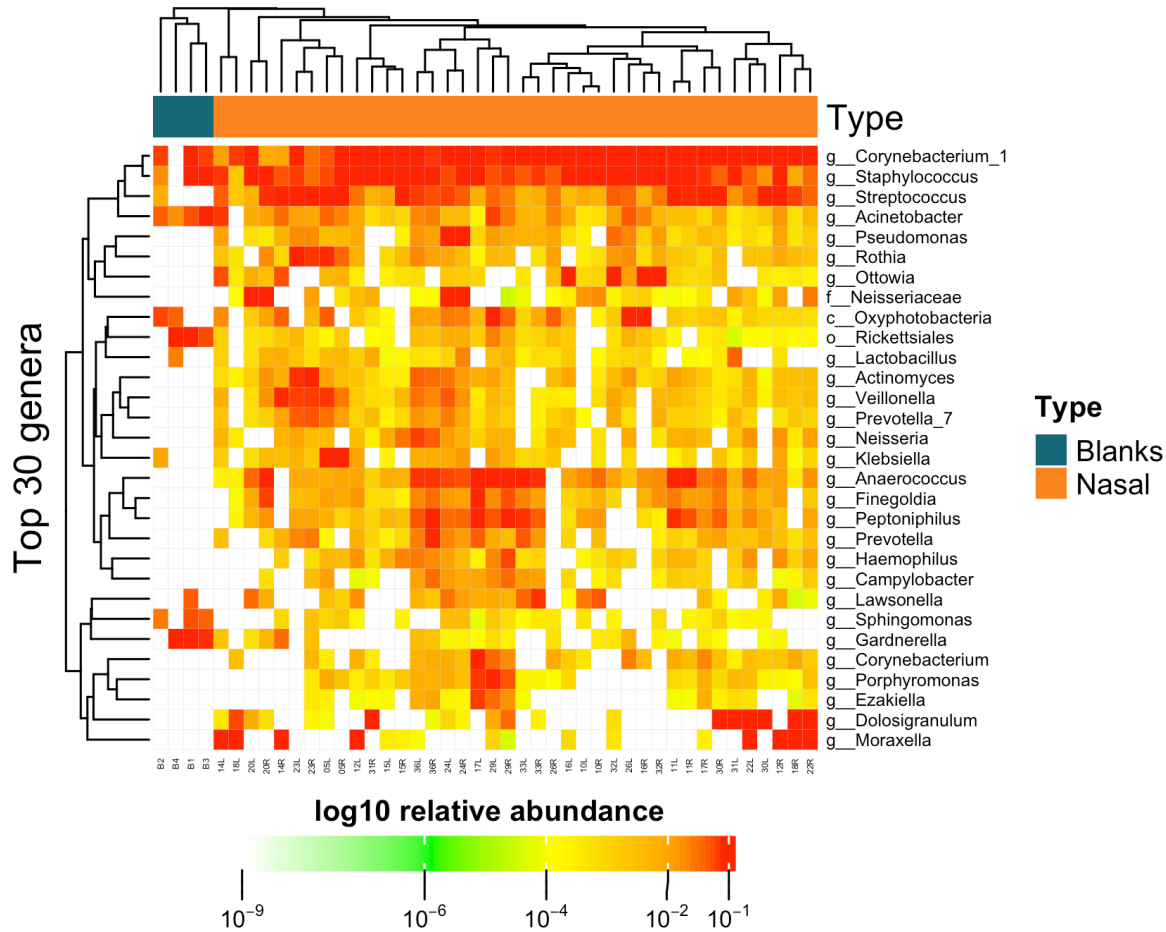 Type
g__Corynebacterium_1
g__Staphylococcus
g__Streptococcus
g__Acinetobacter
g__Pseudomonas
g__Rothia
g__Ottowia
f__Neisseriaceae
c__Oxyphotobacteria
o__Rickettsiales
g__Lactobacillus
g__Actinomyces
g__Veillonella
g__Prevotella_7
g__Neisseria
g__Klebsiella
g__Anaerococcus
g__Finegoldia
g__Peptoniphilus
g__Prevotella
g__Haemophilus
g__Campylobacter
g__Lawsonella
g__Sphingomonas
g__Gardnerella
g__Corynebacterium
g__Porphyromonas
g__Ezakiella
g__Dolosigranulum
g__Moraxella
Top 30 genera
B2 B4 B1 B3 14L 18L 20L 20R 14R 23L 23R 05L 05R 12L 31R 15L 15R 36L 36R 24L 24R 17L 29L 29R 33L 33R 26R 16L 10L 10R 32L 26L 16R 32R 11L 11R 17R 30R 31L 22L 30L 12R 18R 22R
Type
Blanks
Nasal
log10 relative abundance
10⁻⁹ 10⁻⁶ 10⁻⁴ 10⁻² 10⁻¹